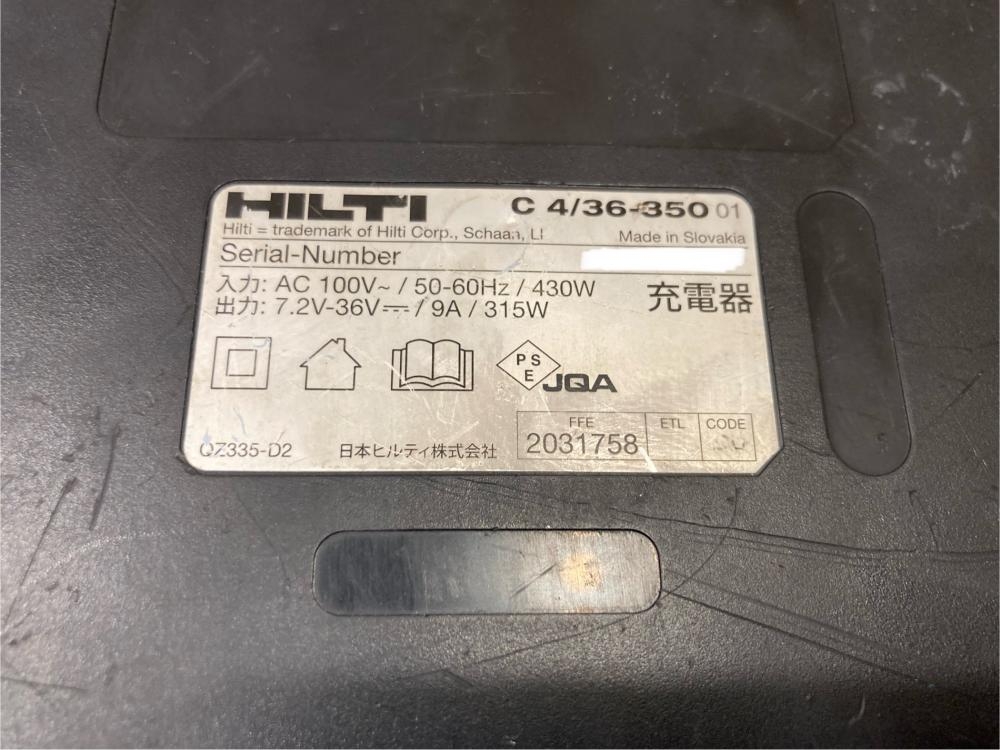 HILTI C 4/36-350 01
Hilti = trademark of Hilti Corp., Schaan, LI Made in Slovakia
Serial-Number
入力: AC 100V~ / 50-60Hz / 430W
出力: 7.2V-36V⎓ / 9A / 315W
充電器
PSE JQA
FFE ETL CODE
2031758
QZ335-D2 日本ヒルティ株式会社